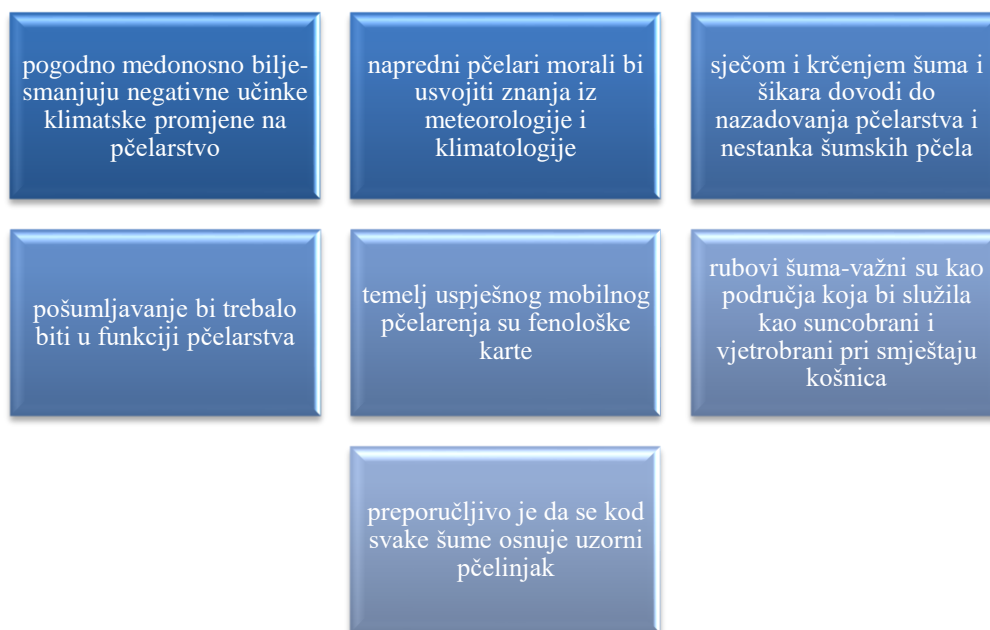 pogodno medonosno bilje-
smanjuju negativne učinke
klimatske promjene na
pčelarstvo
napredni pčelari morali bi
usvojiti znanja iz
meteorologije i
klimatologije
sječom i krčenjem šuma i
šikara dovodi do
nazadovanja pčelarstva i
nestanka šumskih pčela
pošumljavanje bi trebalo
biti u funkciji pčelarstva
temelj uspješnog mobilnog
pčelarenja su fenološke
karte
rubovi šuma-važni su kao
područja koja bi služila
kao suncobrani i
vjetrobrani pri smještaju
košnica
preporučljivo je da se kod
svake šume osnuje uzorni
pčelinjak